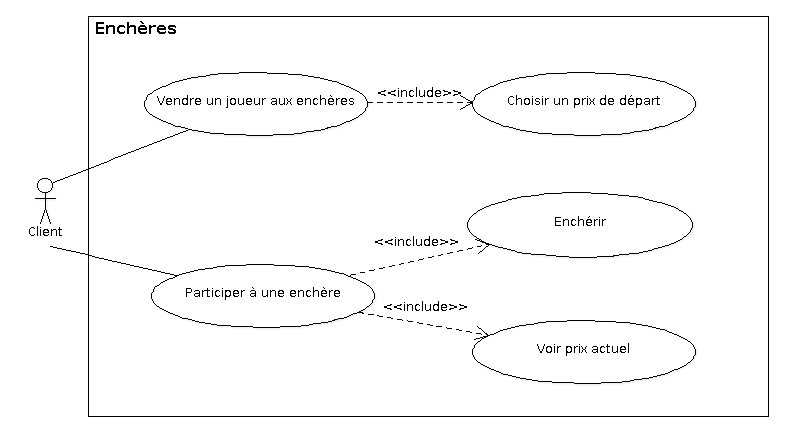 Enchères
Vendre un joueur aux enchères
<<include>>
Choisir un prix de départ
Client
Enchérir
<<include>>
Participer à une enchère
<<include>>
Voir prix actuel